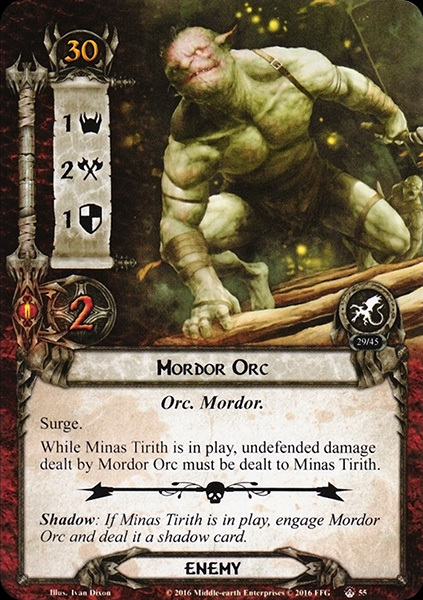 30
1
2
1
2
29/45
Mordor Orc
Orc. Mordor.
Surge.
While Minas Tirith is in play, undefended damage
dealt by Mordor Orc must be dealt to Minas Tirith.
Shadow: If Minas Tirith is in play, engage Mordor
Orc and deal it a shadow card.
ENEMY
Illus. Ivan Dixon © 2016 Middle-earth Enterprises © 2016 FFG 55